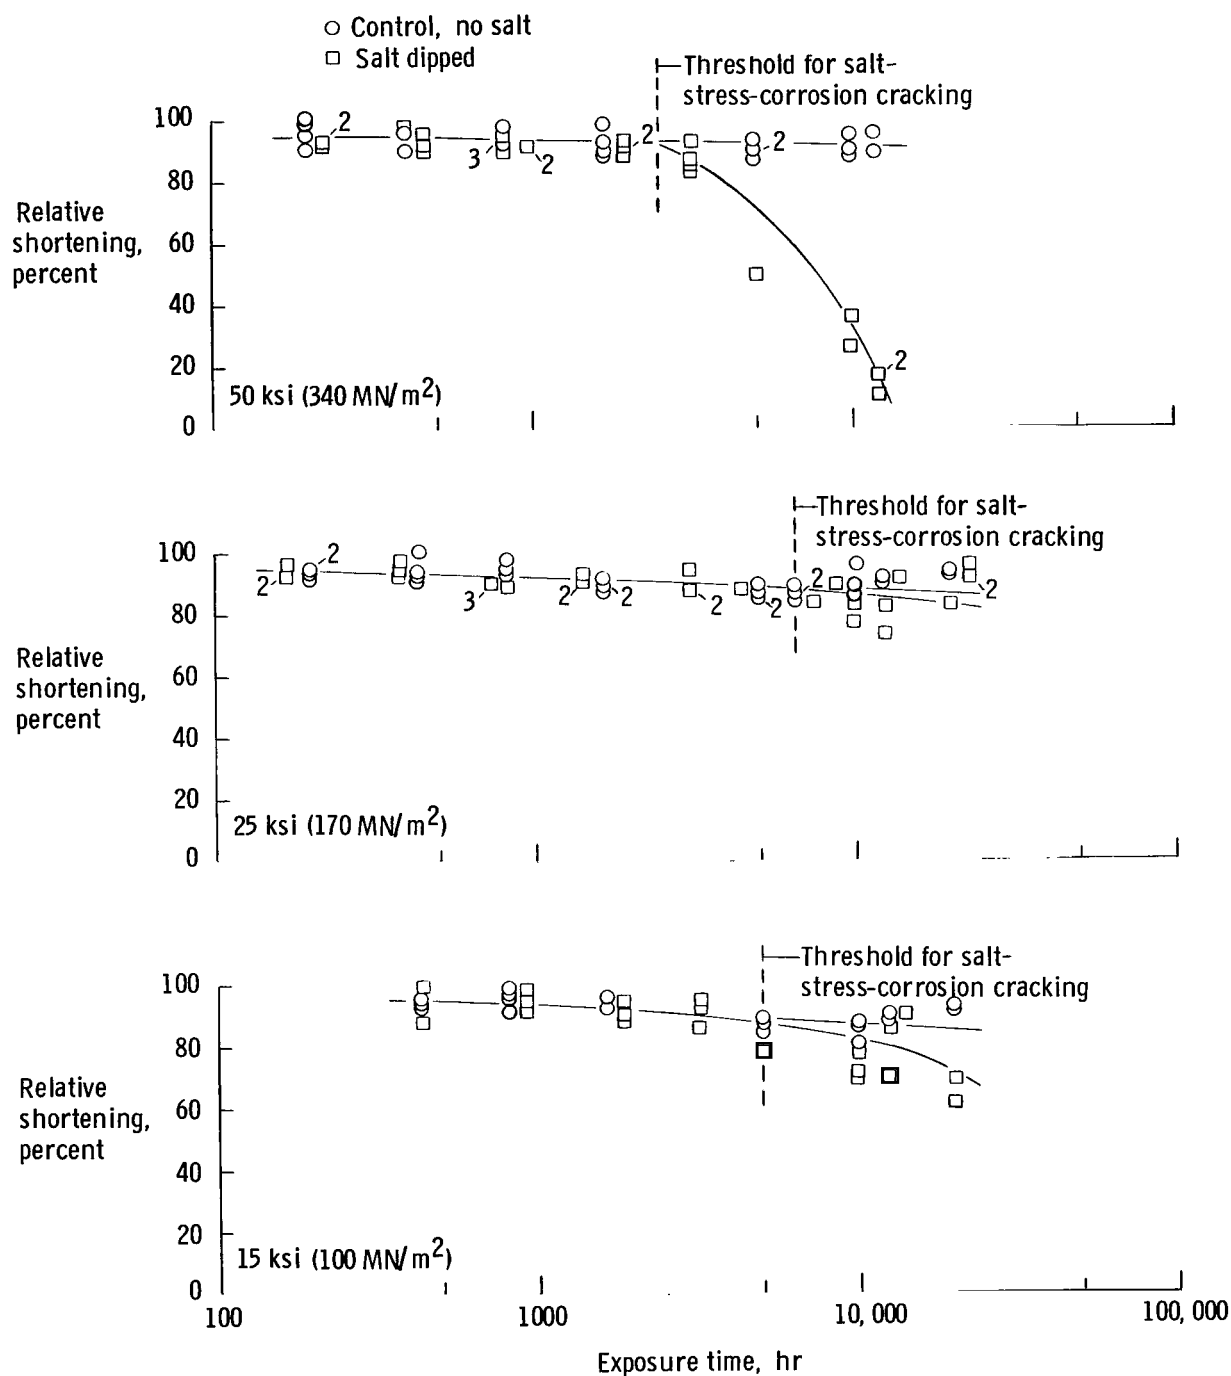 Control, no salt
Salt dipped
Threshold for salt-
stress-corrosion cracking
100
80
60
40
20
0
Relative
shortening,
percent
2
3
2
2
2
2
50 ksi (340 MN/m2)
Threshold for salt-
stress-corrosion cracking
100
80
60
40
20
0
Relative
shortening,
percent
2
2
3
2
2
2
2
2
2
25 ksi (170 MN/m2)
Threshold for salt-
stress-corrosion cracking
100
80
60
40
20
0
Relative
shortening,
percent
15 ksi (100 MN/m2)
100
1000
10,000
100,000
Exposure time, hr